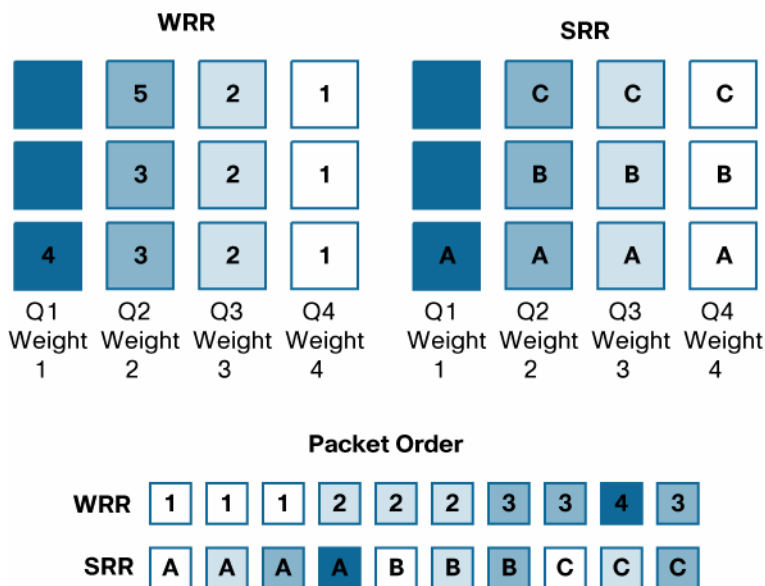 WRR
SRR
5 2 1
C C C
3 2 1
B B B
4 3 2 1
A A A A
Q1 Q2 Q3 Q4
Weight Weight Weight Weight
1 2 3 4
Q1 Q2 Q3 Q4
Weight Weight Weight Weight
1 2 3 4
Packet Order
WRR 1 1 1 2 2 2 3 3 4 3
SRR A A A A B B B C C C